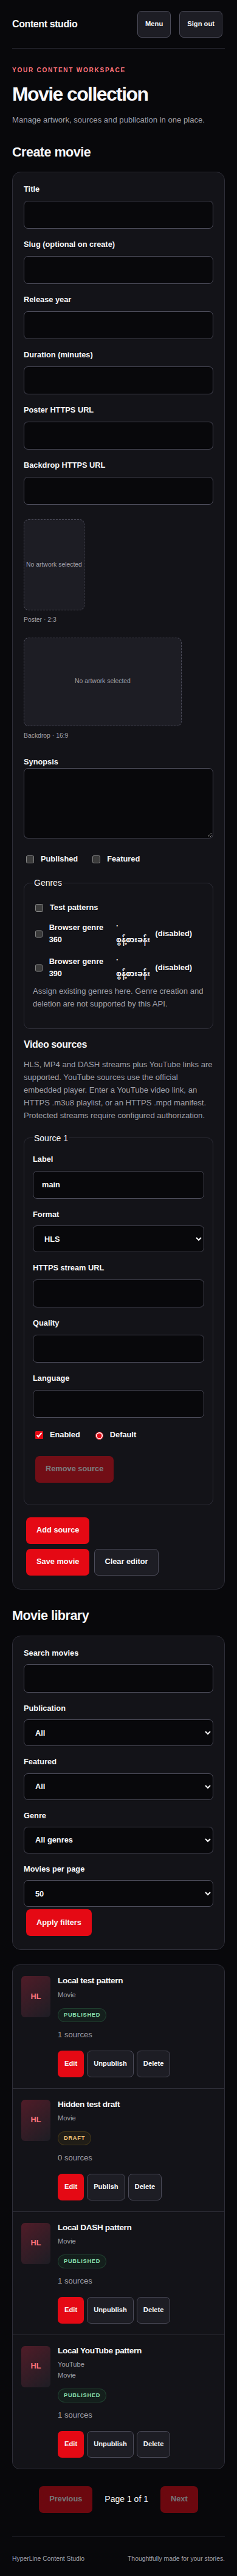 Content studio
Menu
Sign out
YOUR CONTENT WORKSPACE
Movie collection
Manage artwork, sources and publication in one place.
Create movie
Title
Slug (optional on create)
Release year
Duration (minutes)
Poster HTTPS URL
Backdrop HTTPS URL
No artwork selected
Poster · 2:3
No artwork selected
Backdrop · 16:9
Synopsis
Published
Featured
Genres
Test patterns
Browser genre 360 · စွန့်စားခန်း (disabled)
Browser genre 390 · စွန့်စားခန်း (disabled)
Assign existing genres here. Genre creation and
deletion are not supported by this API.
Video sources
HLS, MP4 and DASH streams plus YouTube links are
supported. YouTube sources use the official
embedded player. Enter a YouTube video link, an
HTTPS .m3u8 playlist, or an HTTPS .mpd manifest.
Protected streams require configured authorization.
Source 1
Label
main
Format
HLS
HTTPS stream URL
Quality
Language
Enabled
Default
Remove source
Add source
Save movie
Clear editor
Movie library
Search movies
Publication
All
Featured
All
Genre
All genres
Movies per page
50
Apply filters
HL
Local test pattern
Movie
PUBLISHED
1 sources
Edit
Unpublish
Delete
HL
Hidden test draft
Movie
DRAFT
0 sources
Edit
Publish
Delete
HL
Local DASH pattern
Movie
PUBLISHED
1 sources
Edit
Unpublish
Delete
HL
Local YouTube pattern
YouTube
Movie
PUBLISHED
1 sources
Edit
Unpublish
Delete
Previous
Page 1 of 1
Next
HyperLine Content Studio
Thoughtfully made for your stories.